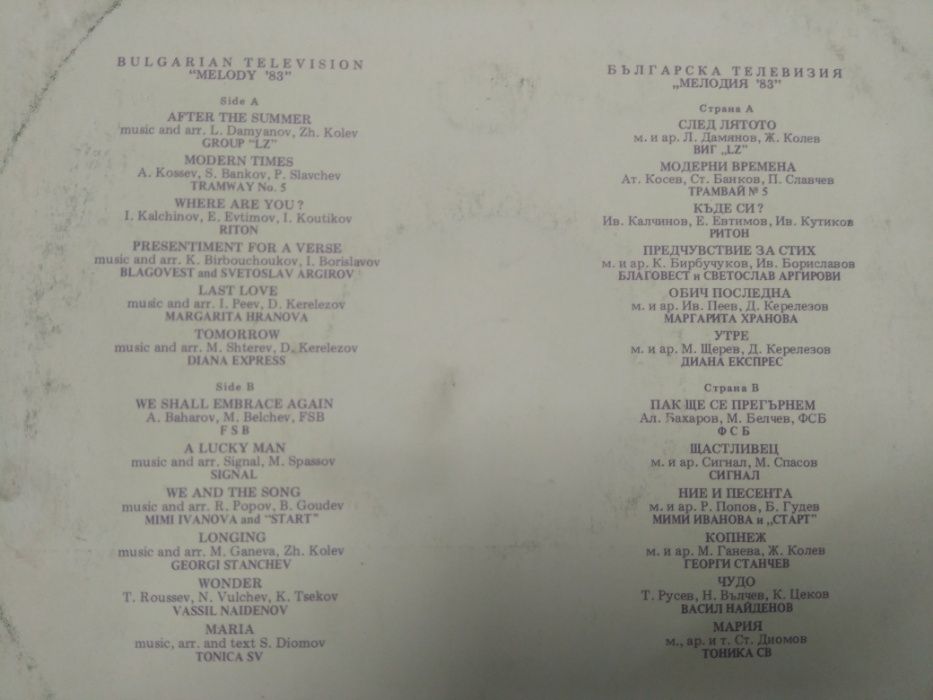 BULGARIAN TELEVISION
"MELODY '83"
Side A
AFTER THE SUMMER
music and arr. L. Damyanov, Zh. Kolev
GROUP "LZ"
MODERN TIMES
A. Kossev, S. Bankov, P. Slavchev
TRAMWAY No. 5
WHERE ARE YOU?
I. Kalchinov, E. Evtimov, I. Koutikov
RITON
PRESENTIMENT FOR A VERSE
music and arr. K. Birbouchoukov, I. Borislavov
BLAGOVEST and SVETOSLAV ARGIROV
LAST LOVE
music and arr. I. Peev, D. Kerelezov
MARGARITA HRANOVA
TOMORROW
music and arr. M. Shterev, D. Kerelezov
DIANA EXPRESS
Side B
WE SHALL EMBRACE AGAIN
A. Baharov, M. Belchev, FSB
FSB
A LUCKY MAN
music and arr. Signal, M. Spassov
SIGNAL
WE AND THE SONG
music and arr. R. Popov, B. Goudev
MIMI IVANOVA and "START"
LONGING
music and arr. M. Ganeva, Zh. Kolev
GEORGI STANCHEV
WONDER
T. Roussev, N. Vulchev, K. Tsekov
VASSIL NAIDENOV
MARIA
music, arr. and text S. Diomov
TONICA SV
БЪЛГАРСКА ТЕЛЕВИЗИЯ
„МЕЛОДИЯ '83"
Страна А
СЛЕД ЛЯТОТО
м. и ар. Л. Дамянов, Ж. Колев
ВИГ „LZ"
МОДЕРНИ ВРЕМЕНА
Ат. Косев, Ст. Банков, П. Славчев
ТРАМВАЙ № 5
КЪДЕ СИ?
Ив. Калчинов, Е. Евтимов, Ив. Кутиков
РИТОН
ПРЕДЧУВСТВИЕ ЗА СТИХ
м. и ар. К. Бирбучуков, Ив. Бориславов
БЛАГОВЕСТ и СВЕТОСЛАВ АРГИРОВИ
ОБИЧ ПОСЛЕДНА
м. и ар. Ив. Пеев, Д. Керелезов
МАРГАРИТА ХРАНОВА
УТРЕ
м. и ар. М. Щерев, Д. Керелезов
ДИАНА ЕКСПРЕС
Страна В
ПАК ЩЕ СЕ ПРЕГЪРНЕМ
Ал. Бахаров, М. Белчев, ФСБ
ФСБ
ЩАСТЛИВЕЦ
м. и ар. Сигнал, М. Спасов
СИГНАЛ
НИЕ И ПЕСЕНТА
м. и ар. Р. Попов, Б. Гудев
МИМИ ИВАНОВА и „СТАРТ"
КОПНЕЖ
м. и ар. М. Ганева, Ж. Колев
ГЕОРГИ СТАНЧЕВ
ЧУДО
Т. Русев, Н. Вълчев, К. Цеков
ВАСИЛ НАЙДЕНОВ
МАРИЯ
м., ар. и т. Ст. Диомов
ТОНИКА СВ